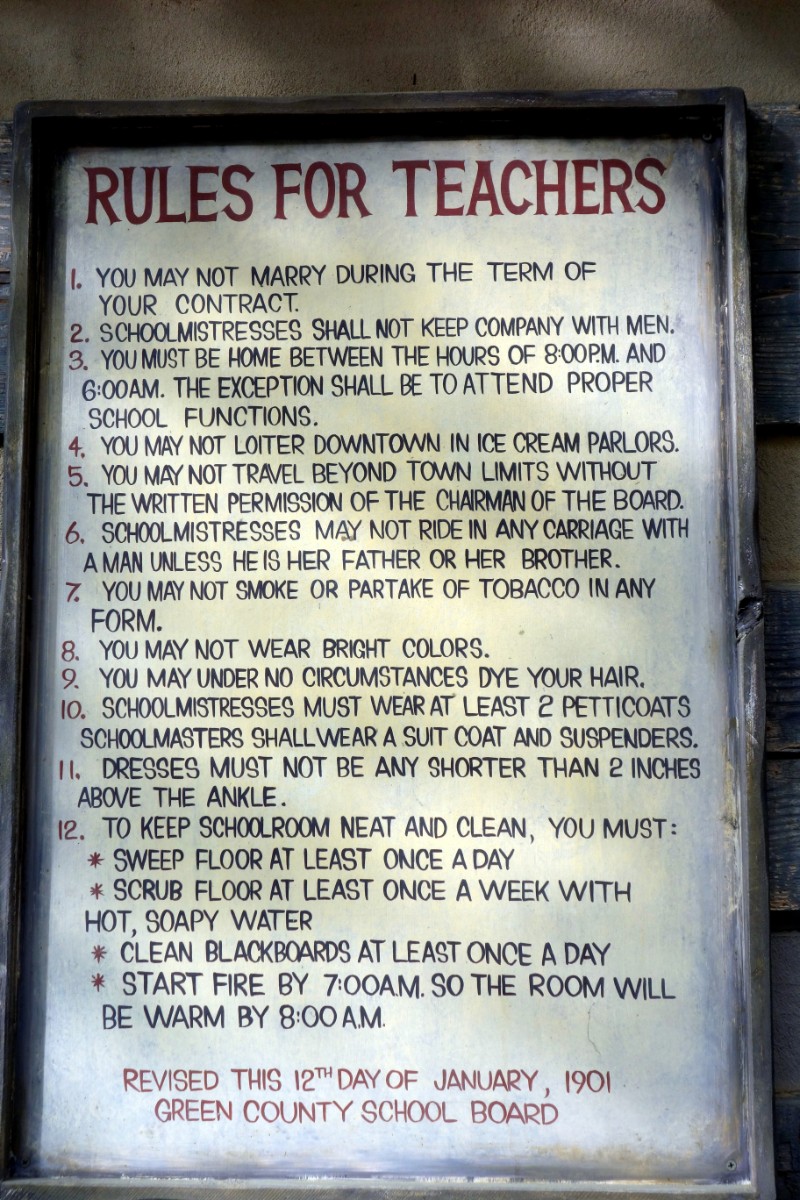 RULES FOR TEACHERS
1. YOU MAY NOT MARRY DURING THE TERM OF
YOUR CONTRACT.
2. SCHOOLMISTRESSES SHALL NOT KEEP COMPANY WITH MEN.
3. YOU MUST BE HOME BETWEEN THE HOURS OF 8:00P.M. AND
6:00AM. THE EXCEPTION SHALL BE TO ATTEND PROPER
SCHOOL FUNCTIONS.
4. YOU MAY NOT LOITER DOWNTOWN IN ICE CREAM PARLORS.
5. YOU MAY NOT TRAVEL BEYOND TOWN LIMITS WITHOUT
THE WRITTEN PERMISSION OF THE CHAIRMAN OF THE BOARD.
6. SCHOOLMISTRESSES MAY NOT RIDE IN ANY CARRIAGE WITH
A MAN UNLESS HE IS HER FATHER OR HER BROTHER.
7. YOU MAY NOT SMOKE OR PARTAKE OF TOBACCO IN ANY
FORM.
8. YOU MAY NOT WEAR BRIGHT COLORS.
9. YOU MAY UNDER NO CIRCUMSTANCES DYE YOUR HAIR.
10. SCHOOLMISTRESSES MUST WEAR AT LEAST 2 PETTICOATS
SCHOOLMASTERS SHALL WEAR A SUIT COAT AND SUSPENDERS.
11. DRESSES MUST NOT BE ANY SHORTER THAN 2 INCHES
ABOVE THE ANKLE.
12. TO KEEP SCHOOLROOM NEAT AND CLEAN, YOU MUST:
* SWEEP FLOOR AT LEAST ONCE A DAY
* SCRUB FLOOR AT LEAST ONCE A WEEK WITH
HOT, SOAPY WATER
* CLEAN BLACKBOARDS AT LEAST ONCE A DAY
* START FIRE BY 7:00A.M. SO THE ROOM WILL
BE WARM BY 8:00 A.M.
REVISED THIS 12TH DAY OF JANUARY, 1901
GREEN COUNTY SCHOOL BOARD